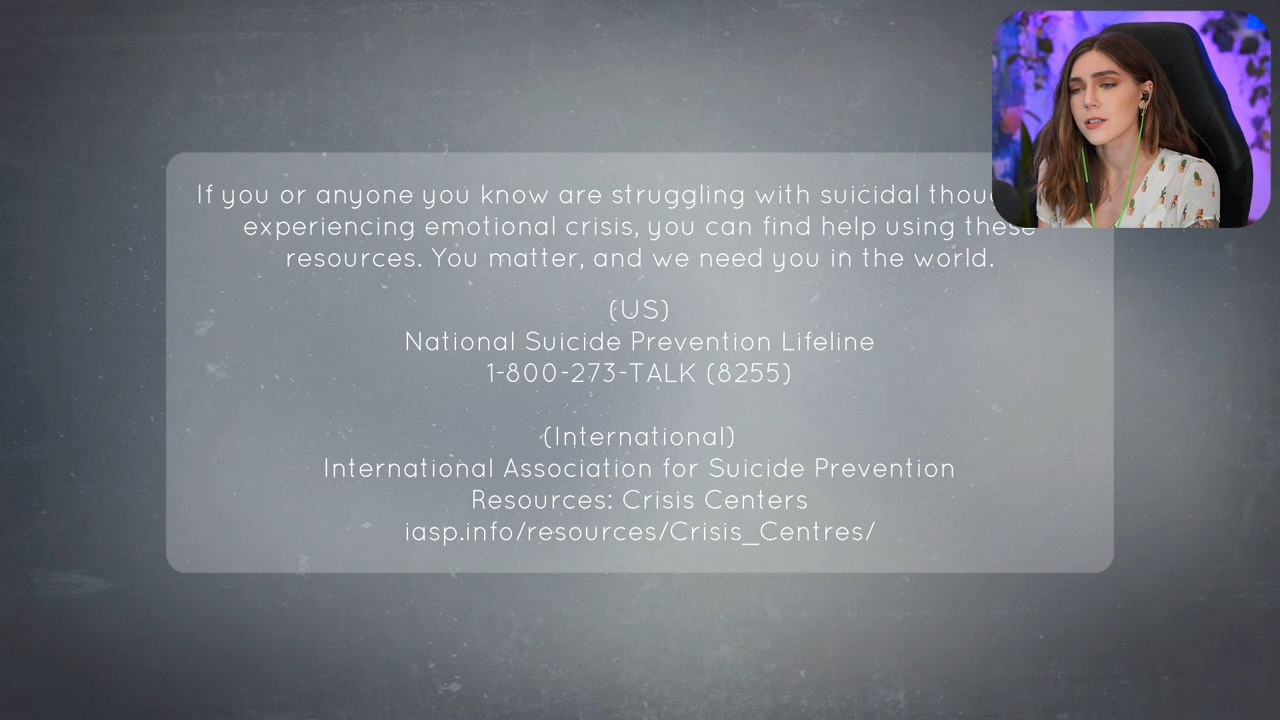 If you or anyone you know are struggling with suicidal
experiencing emotional crisis, you can find help using these
resources. You matter, and we need you in the world.
(US)
National Suicide Prevention Lifeline
1-800-273-TALK (8255)
(International)
International Association for Suicide Prevention
Resources: Crisis Centers
iasp.info/resources/Crisis_Centres/